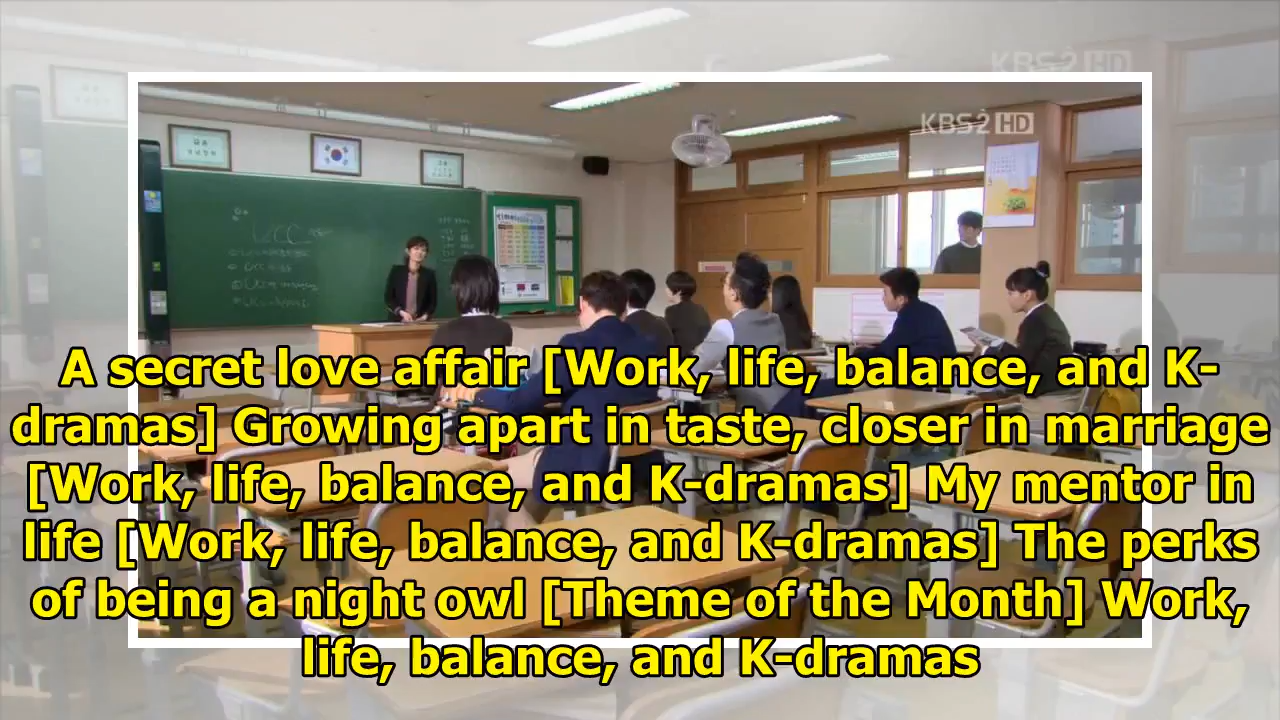 KBS2 HD
KBS2 HD
A secret love affair [Work, life, balance, and K-
dramas] Growing apart in taste, closer in marriage
[Work, life, balance, and K-dramas] My mentor in
life [Work, life, balance, and K-dramas] The perks
of being a night owl [Theme of the Month] Work,
life, balance, and K-dramas